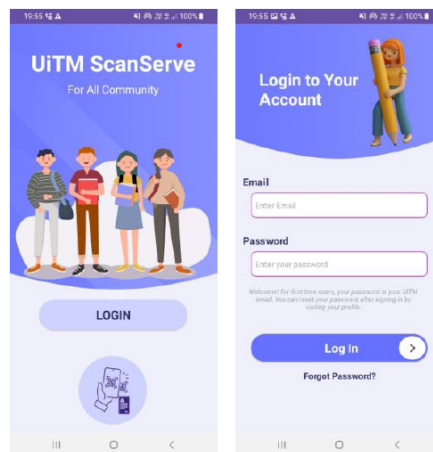 19:55
100%
UiTM ScanServe
For All Community
LOGIN
19:55
100%
Login to Your
Account
Email
Enter Email
Password
Enter your password
Welcome! For first-time users, your password is your UiTM
email. You can reset your password after signing in by
visiting your profile.
Log In
Forgot Password?